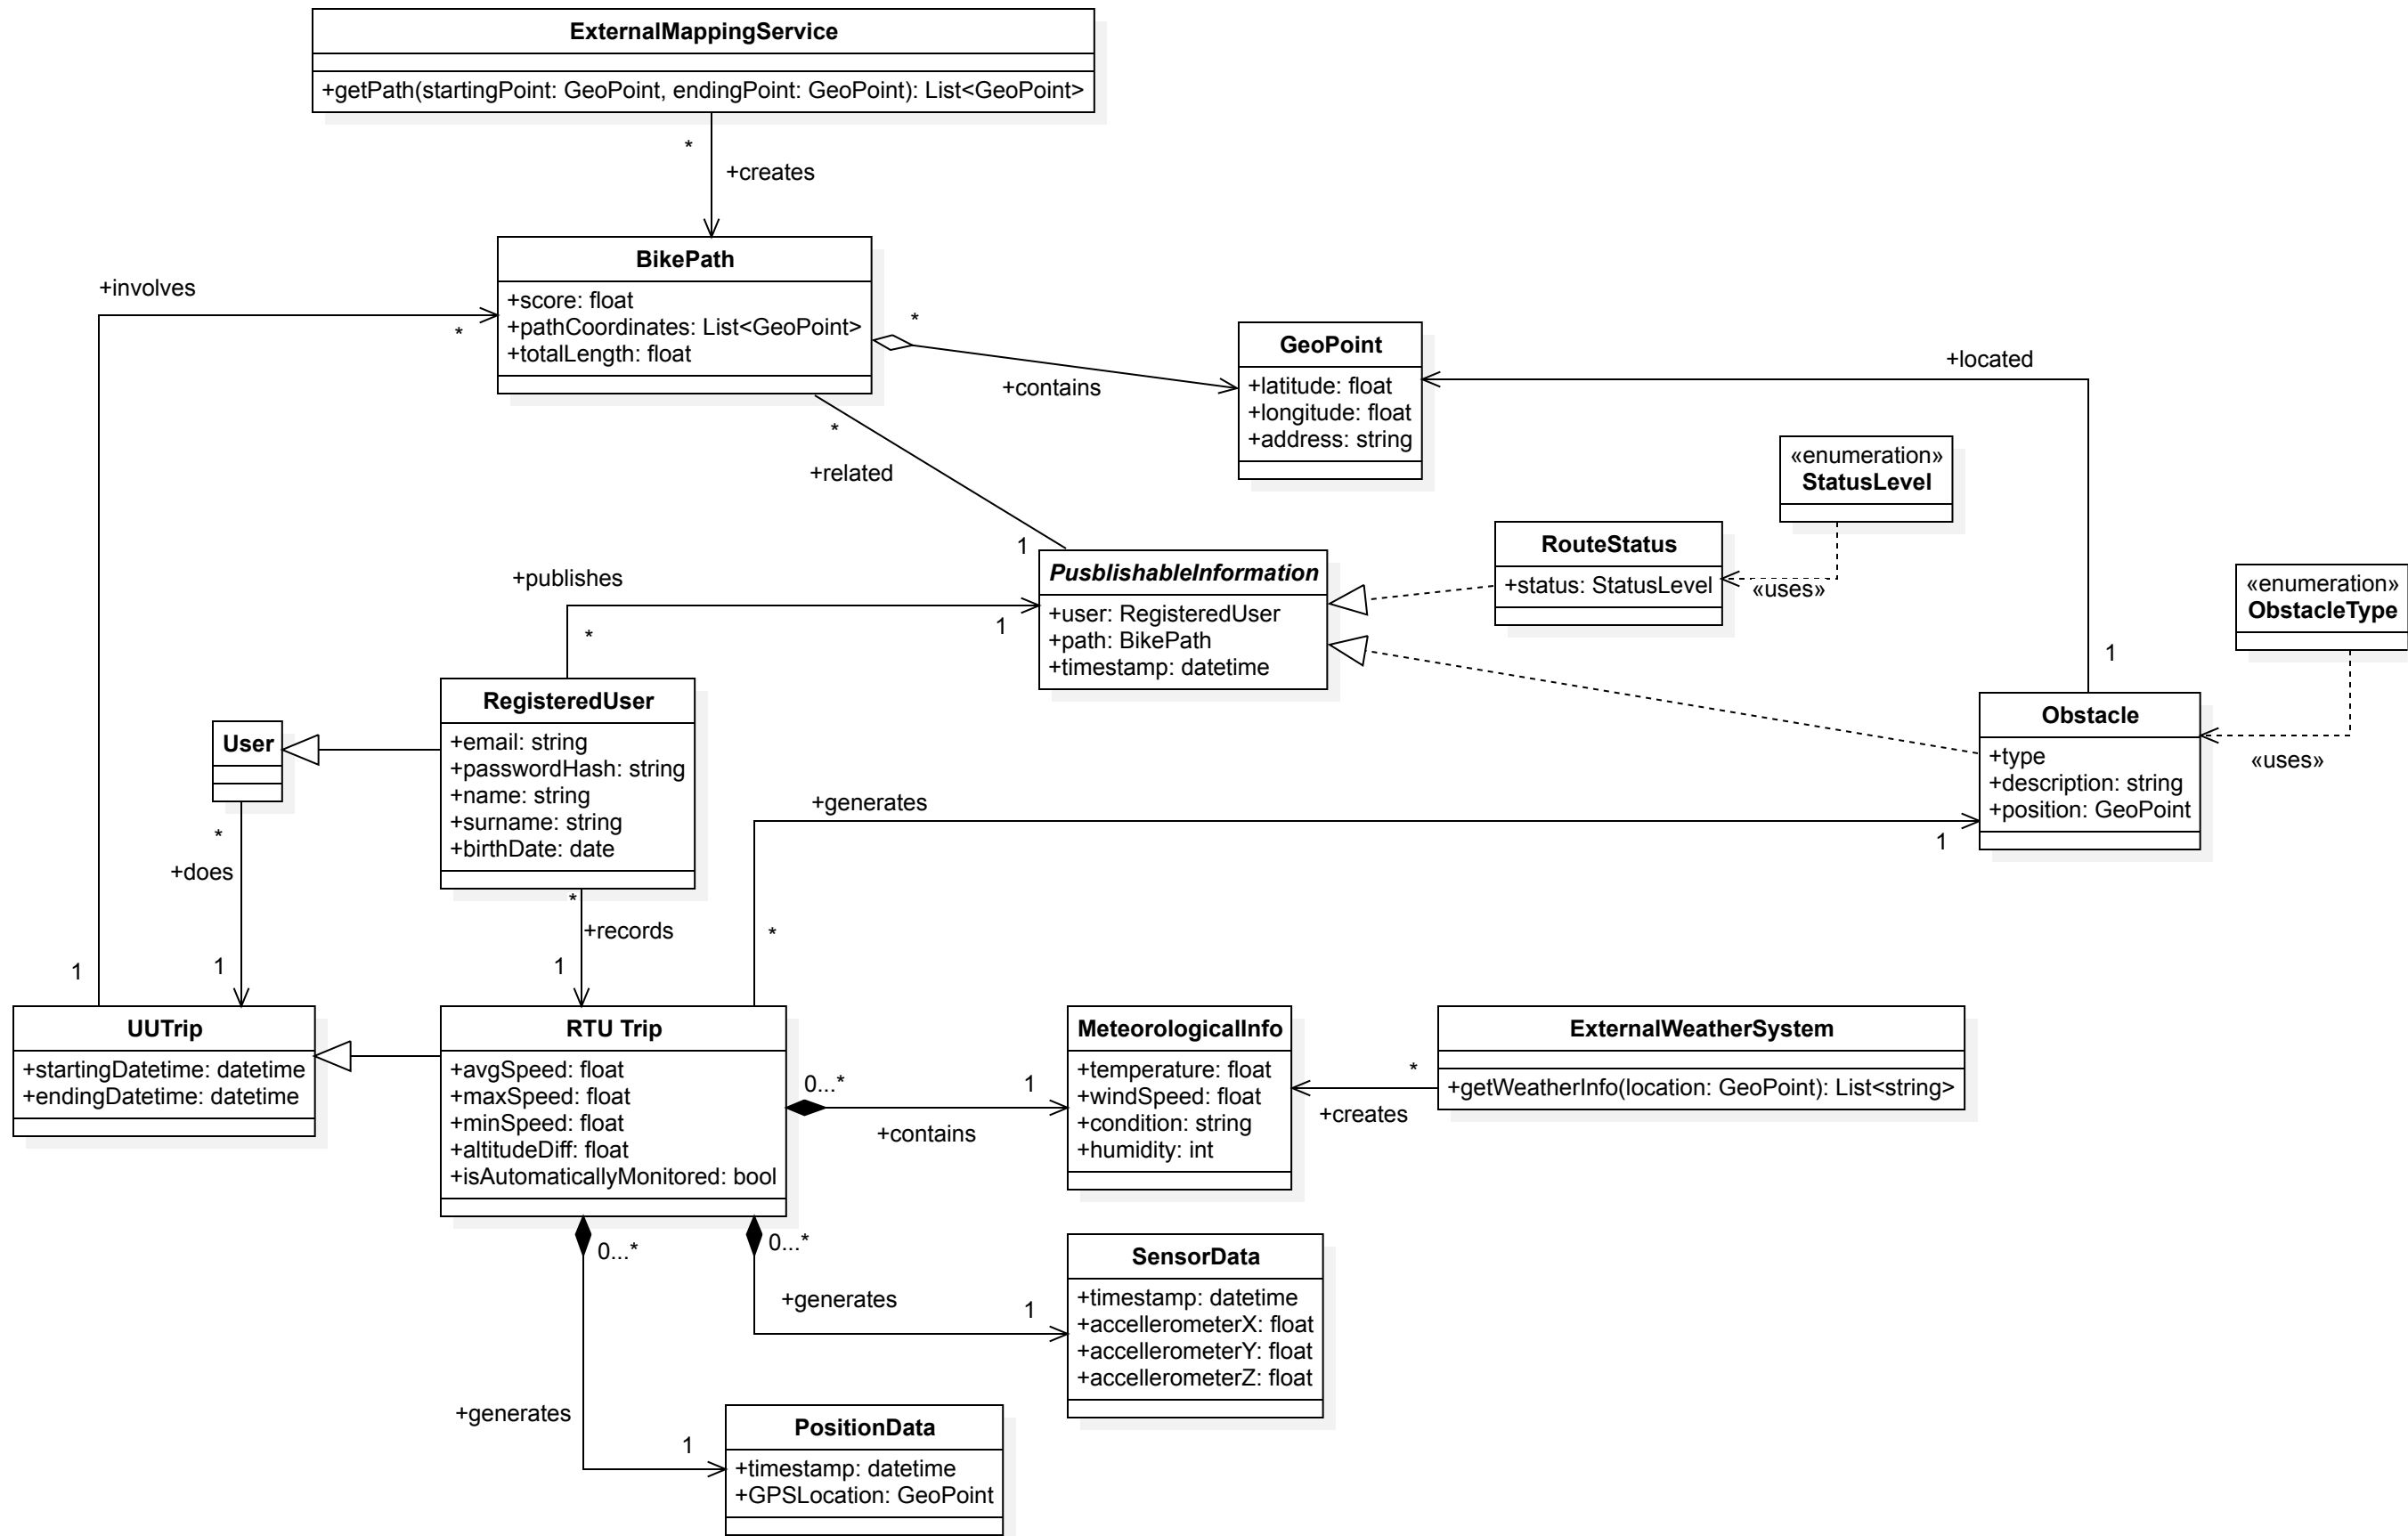 ExternalMappingService
+getPath(startingPoint: GeoPoint, endingPoint: GeoPoint): List<GeoPoint>
*
+creates
BikePath
+score: float
+pathCoordinates: List<GeoPoint>
+totalLength: float
+involves
*
*
+contains
GeoPoint
+latitude: float
+longitude: float
+address: string
+located
*
+related
1
«enumeration»
StatusLevel
RouteStatus
+status: StatusLevel
«uses»
«enumeration»
ObstacleType
PusblishableInformation
+user: RegisteredUser
+path: BikePath
+timestamp: datetime
+publishes
*
1
1
RegisteredUser
+email: string
+passwordHash: string
+name: string
+surname: string
+birthDate: date
User
Obstacle
+type
+description: string
+position: GeoPoint
«uses»
*
+does
1
1
*
+records
1
+generates
*
1
UUTrip
+startingDatetime: datetime
+endingDatetime: datetime
RTU Trip
+avgSpeed: float
+maxSpeed: float
+minSpeed: float
+altitudeDiff: float
+isAutomaticallyMonitored: bool
0...*
1
+contains
MeteorologicalInfo
+temperature: float
+windSpeed: float
+condition: string
+humidity: int
*
+creates
ExternalWeatherSystem
+getWeatherInfo(location: GeoPoint): List<string>
0...*
0...*
+generates
1
SensorData
+timestamp: datetime
+accellerometerX: float
+accellerometerY: float
+accellerometerZ: float
+generates
1
PositionData
+timestamp: datetime
+GPSLocation: GeoPoint